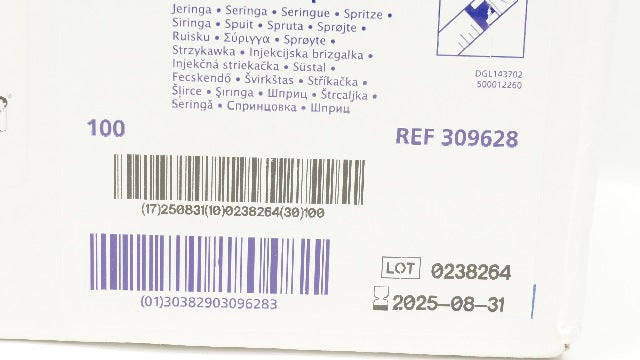 Jeringa • Seringa • Seringue • Spritze •
Siringa • Spuit • Spruta • Sprøjte •
Ruisku • Σύριγγα • Sprøyte •
Strzykawka • Injekcijska brizgalka •
Injekčná striekačka • Süstal •
Fecskendő • Švirkštas • Stříkačka •
Šlirce • Şırınga • Шприц • Štrcaljka •
Seringă • Спринцовка • Шприц
DGL143702
500012260
100
REF 309628
(17)250831(10)0238264(30)100
(01)30382903096283
LOT 0238264
2025-08-31